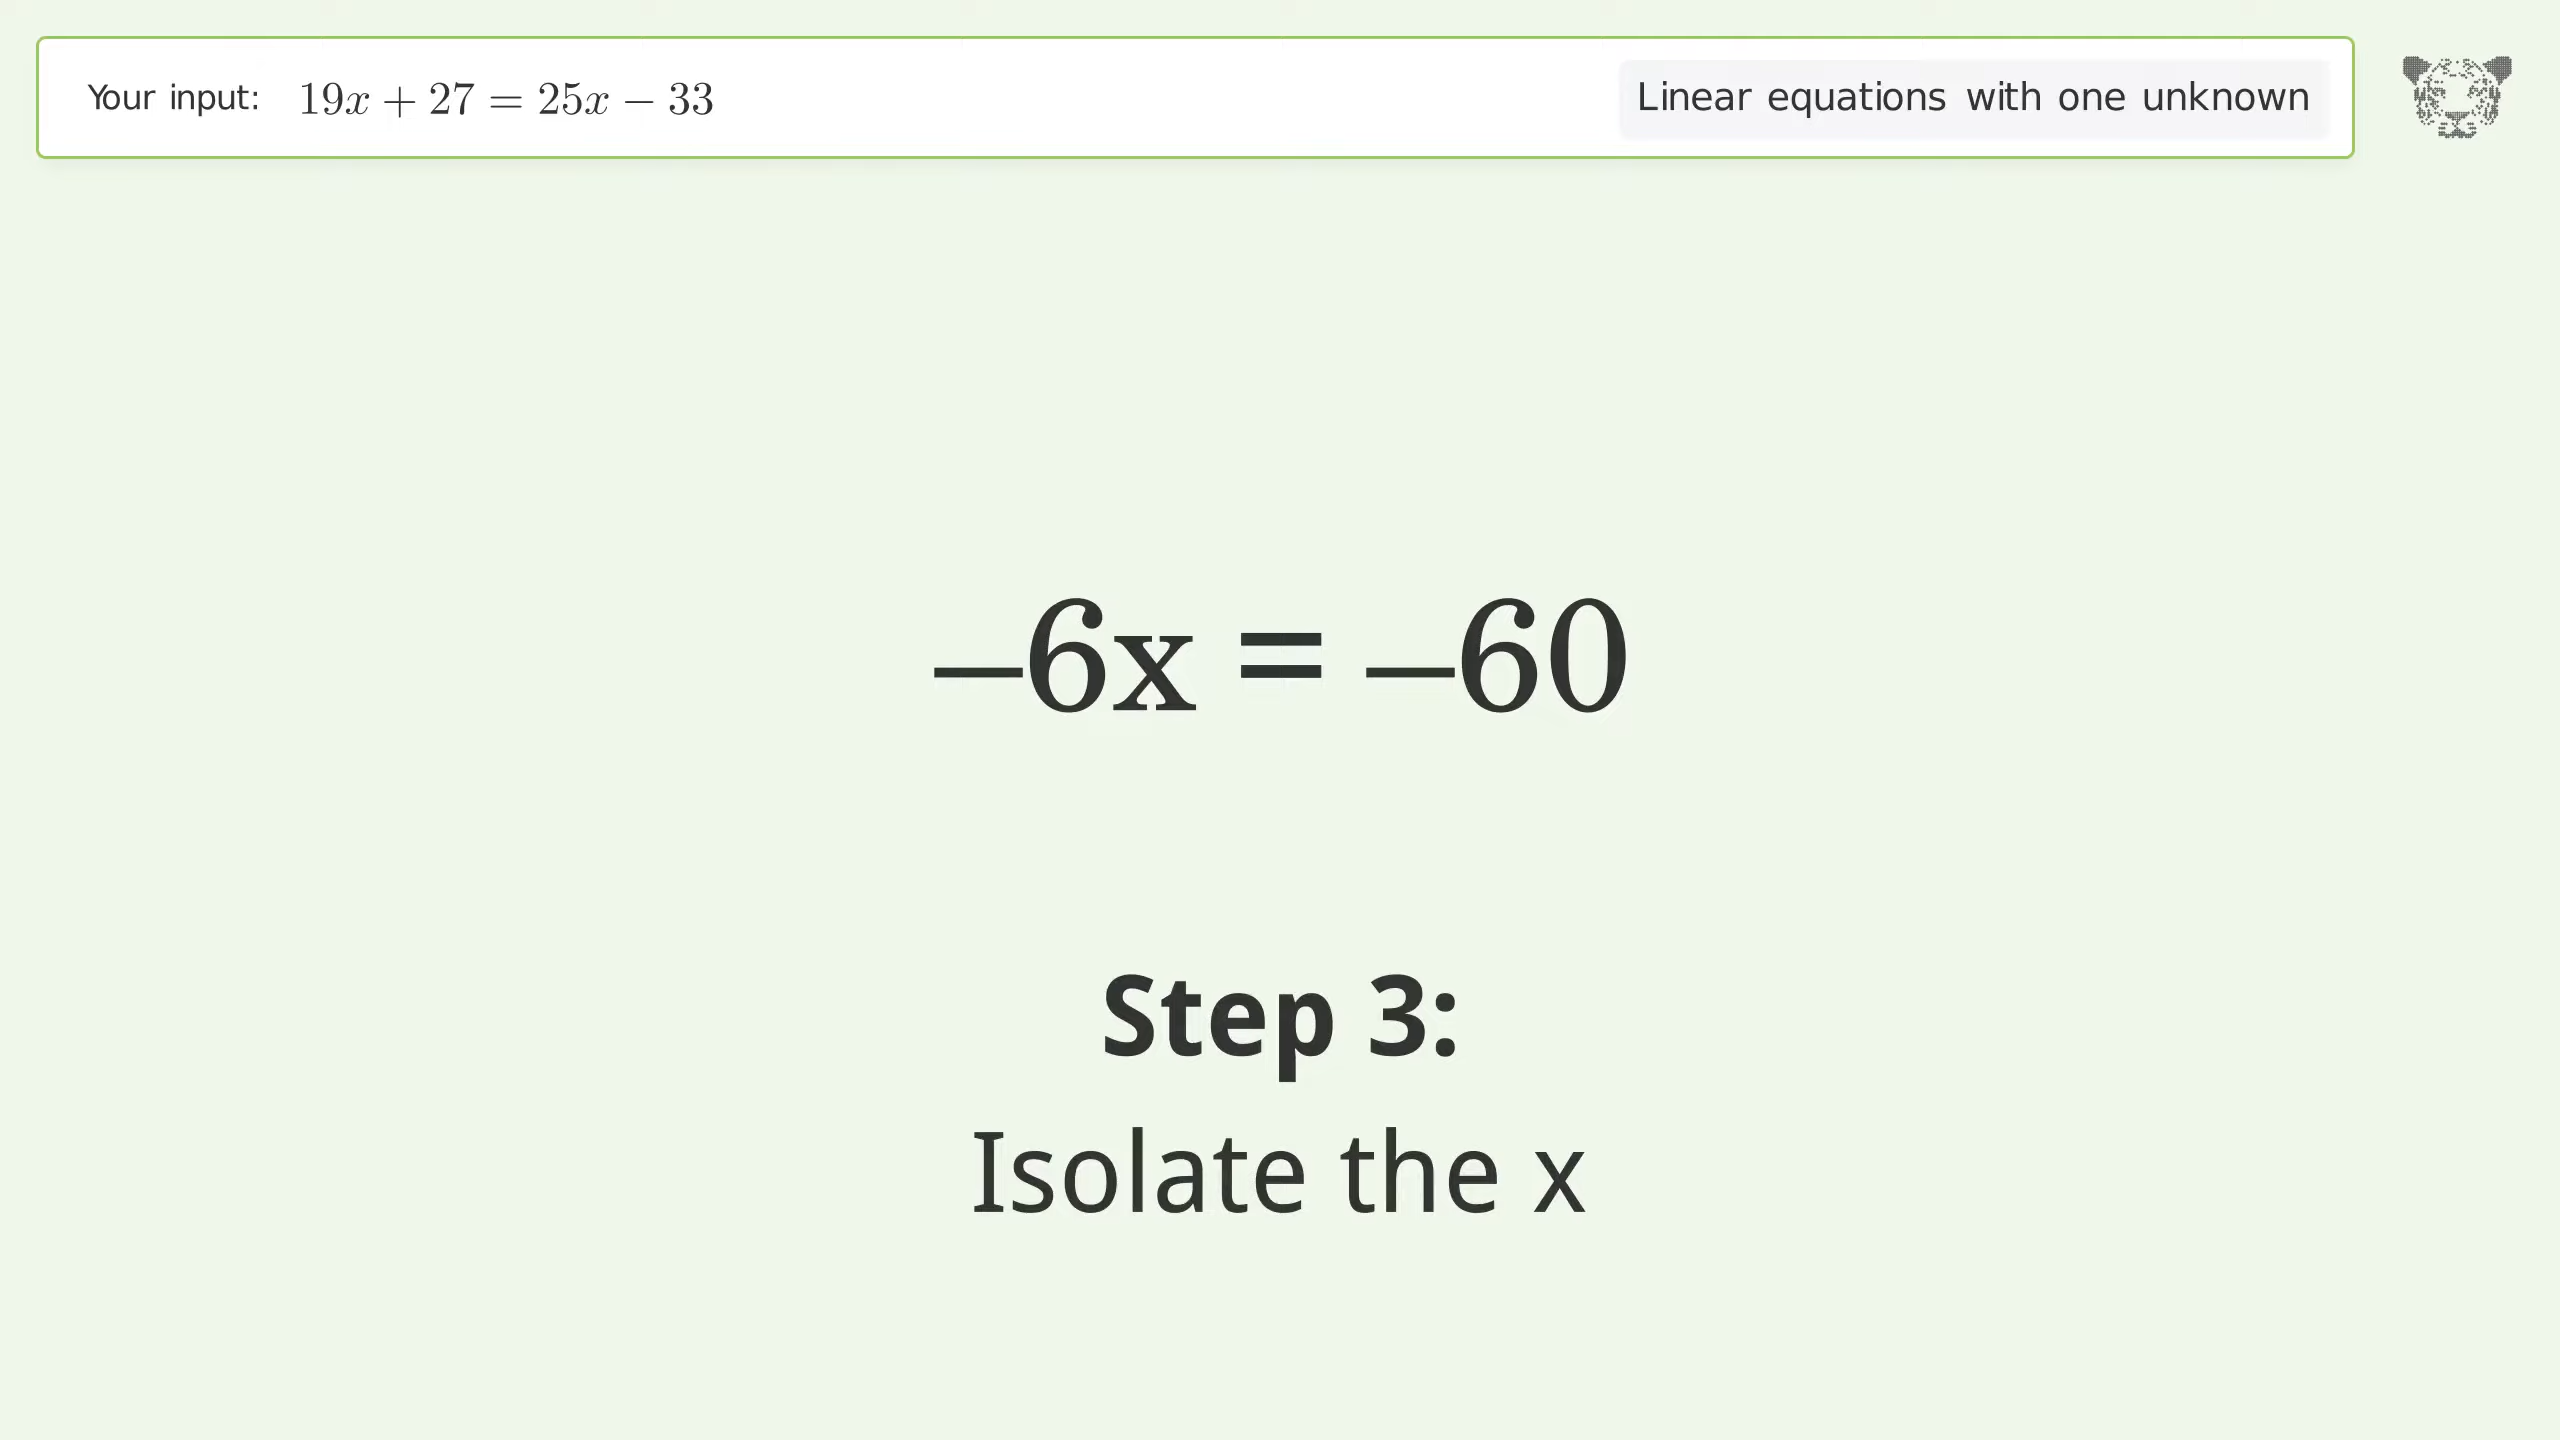 Your input: 19x + 27 = 25x − 33
Linear equations with one unknown
–6x = –60
Step 3:
Isolate the x